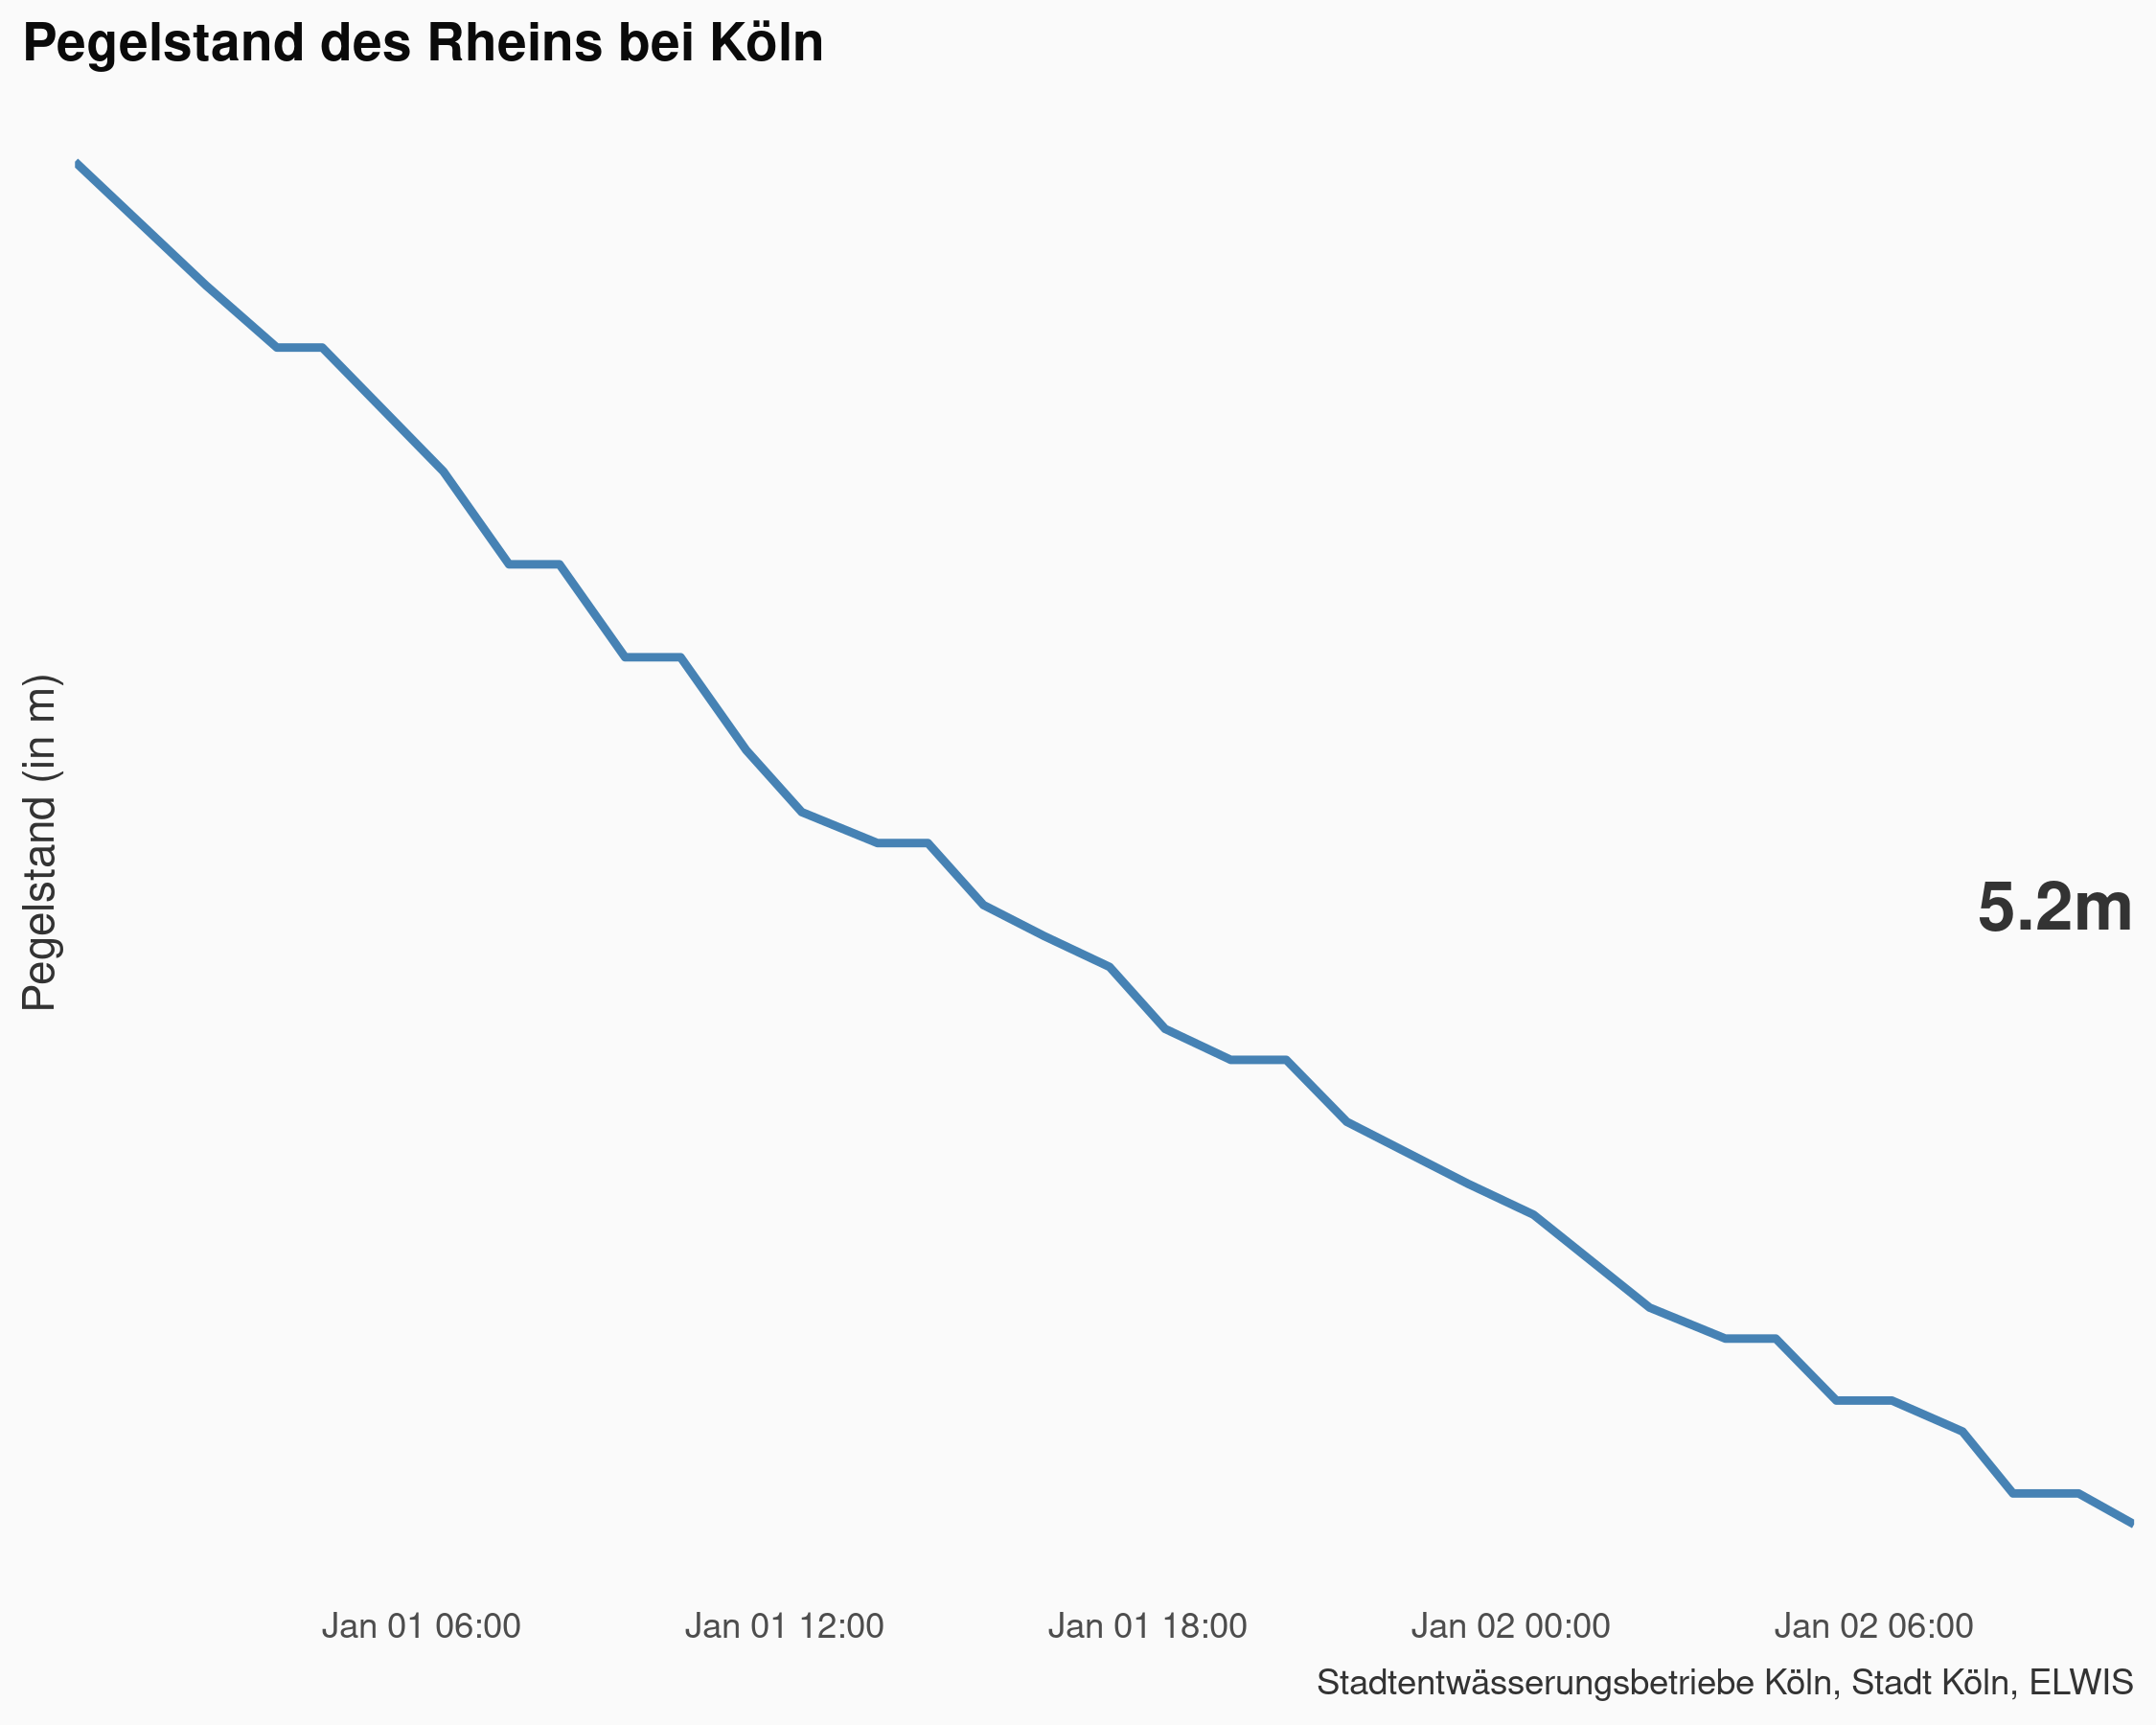 Pegelstand des Rheins bei Köln
Pegelstand (in m)
5.2m
Jan 01 06:00 Jan 01 12:00 Jan 01 18:00 Jan 02 00:00 Jan 02 06:00
Stadtentwässerungsbetriebe Köln, Stadt Köln, ELWIS